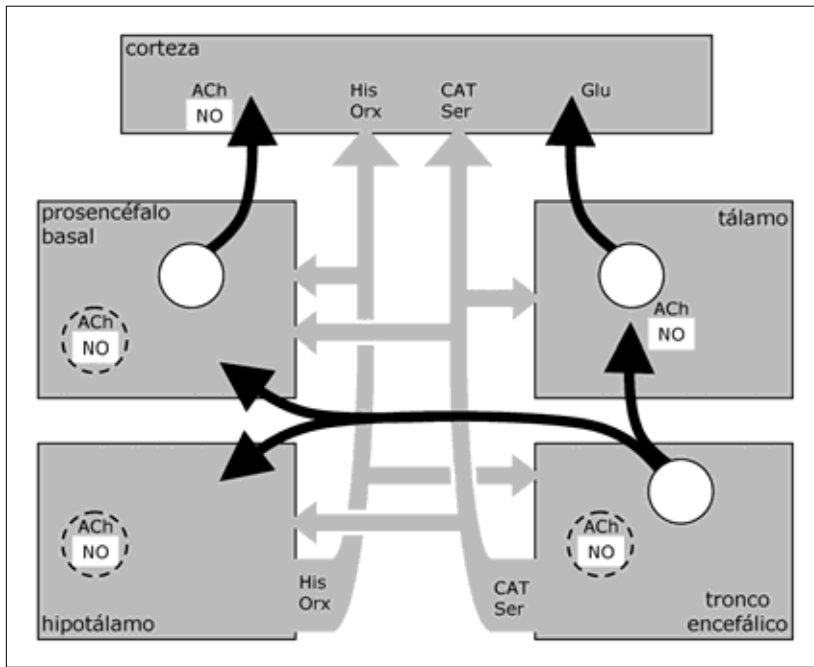 corteza
ACh
NO
His
Orx
CAT
Ser
Glu
prosencéfalo
basal
ACh
NO
tálamo
ACh
NO
hipotálamo
ACh
NO
His
Orx
CAT
Ser
ACh
NO
tronco
encefálico